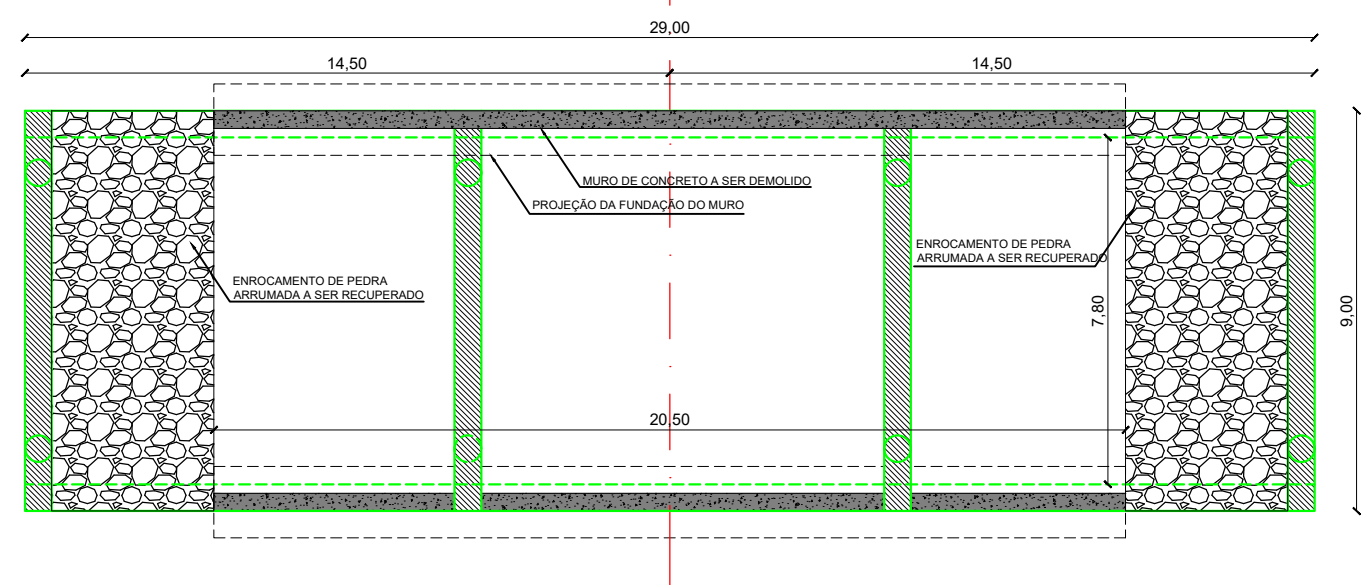 29,00
14,50
14,50
MURO DE CONCRETO A SER DEMOLIDO
PROJEÇÃO DA FUNDAÇÃO DO MURO
ENROCAMENTO DE PEDRA
ARRUMADA A SER RECUPERADO
ENROCAMENTO DE PEDRA
ARRUMADA A SER RECUPERADO
7,80
9,00
20,50